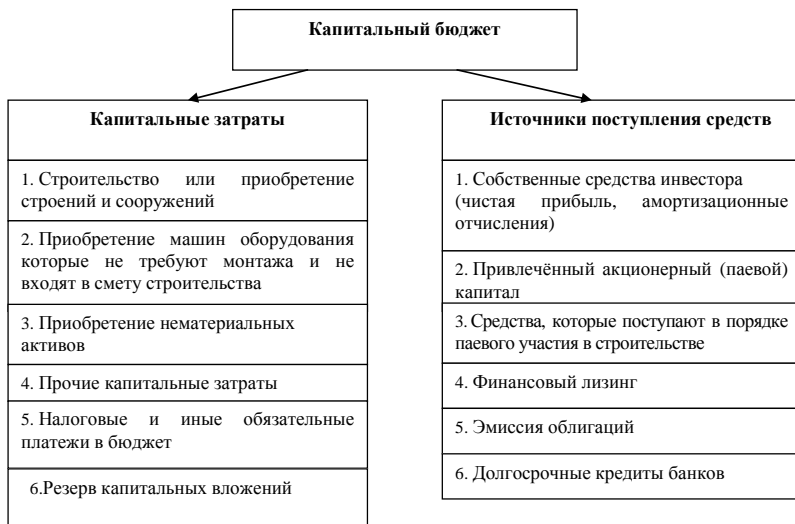 Капитальный бюджет
Капитальные затраты
1. Строительство или приобретение
строений и сооружений
2. Приобретение машин оборудования
которые не требуют монтажа и не
входят в смету строительства
3. Приобретение нематериальных
активов
4. Прочие капитальные затраты
5. Налоговые и иные обязательные
платежи в бюджет
6.Резерв капитальных вложений
Источники поступления средств
1. Собственные средства инвестора
(чистая прибыль, амортизационные
отчисления)
2. Привлечённый акционерный (паевой)
капитал
3. Средства, которые поступают в порядке
паевого участия в строительстве
4. Финансовый лизинг
5. Эмиссия облигаций
6. Долгосрочные кредиты банков